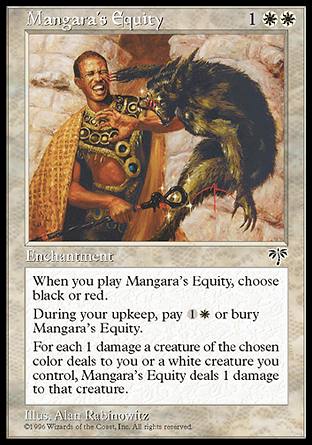 Mangara's Equity 1
Enchantment
When you play Mangara's Equity, choose
black or red.
During your upkeep, pay 1 or bury
Mangara's Equity.
For each 1 damage a creature of the chosen
color deals to you or a white creature you
control, Mangara's Equity deals 1 damage
to that creature.
Illus. Alan Rabinowitz
©1996 Wizards of the Coast, Inc. All rights reserved.